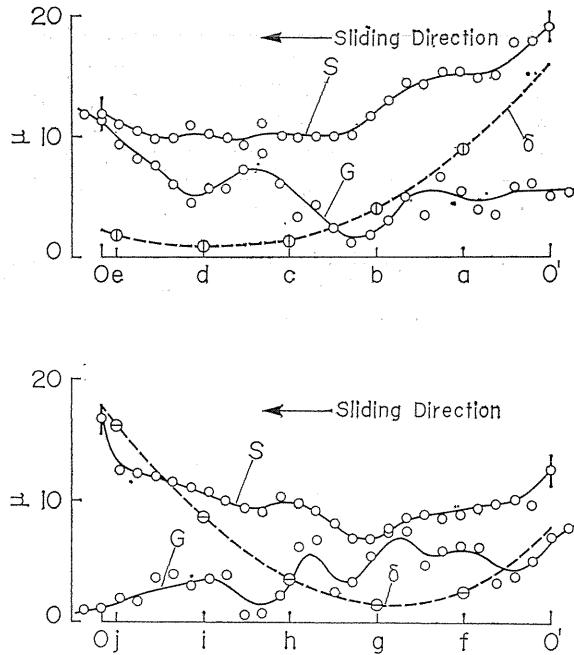 20
Sliding Direction
S
δ
μ 10
G
0
Oe d c b a O'
20
Sliding Direction
S
μ 10
G
δ
0
Oj i h g f O'